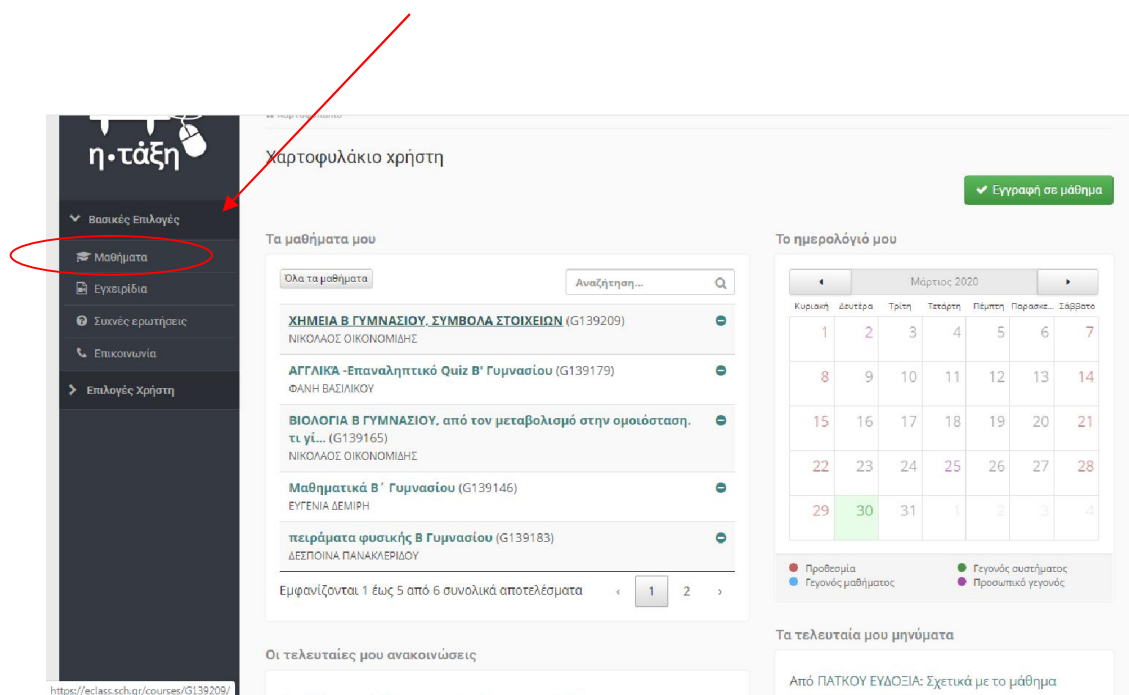 η·τάξη
Χαρτοφυλάκιο χρήστη
✔ Εγγραφή σε μάθημα
Βασικές Επιλογές
Μαθήματα
Εγχειρίδια
Συχνές ερωτήσεις
Επικοινωνία
Επιλογές Χρήστη
Τα μαθήματα μου
Όλα τα μαθήματα
Αναζήτηση...
ΧΗΜΕΙΑ Β ΓΥΜΝΑΣΙΟΥ, ΣΥΜΒΟΛΑ ΣΤΟΙΧΕΙΩΝ (G139209)
ΝΙΚΟΛΑΟΣ ΟΙΚΟΝΟΜΙΔΗΣ
ΑΓΓΛΙΚΆ -Επαναληπτικό Quiz Β' Γυμνασίου (G139179)
ΦΑΝΗ ΒΑΣΙΛΙΚΟΥ
ΒΙΟΛΟΓΙΑ Β ΓΥΜΝΑΣΙΟΥ, από τον μεταβολισμό στην ομοιόσταση.
τι γί... (G139165)
ΝΙΚΟΛΑΟΣ ΟΙΚΟΝΟΜΙΔΗΣ
Μαθηματικά Β΄ Γυμνασίου (G139146)
ΕΥΓΕΝΙΑ ΔΕΜΙΡΗ
πειράματα φυσικής Β Γυμνασίου (G139183)
ΔΕΣΠΟΙΝΑ ΠΑΝΑΚΛΕΡΙΔΟΥ
Εμφανίζονται 1 έως 5 από 6 συνολικά αποτελέσματα ‹ 1 2 ›
Οι τελευταίες μου ανακοινώσεις
Το ημερολόγιό μου
Μάρτιος 2020
Κυριακή Δευτέρα Τρίτη Τετάρτη Πέμπτη Παρασκε... Σάββατο
1 2 3 4 5 6 7
8 9 10 11 12 13 14
15 16 17 18 19 20 21
22 23 24 25 26 27 28
29 30 31 1 2 3 4
Προθεσμία Γεγονός συστήματος
Γεγονός μαθήματος Προσωπικό γεγονός
Τα τελευταία μου μηνύματα
Από ΠΑΤΚΟΥ ΕΥΔΟΞΙΑ: Σχετικά με το μάθημα
https://eclass.sch.gr/courses/G139209/